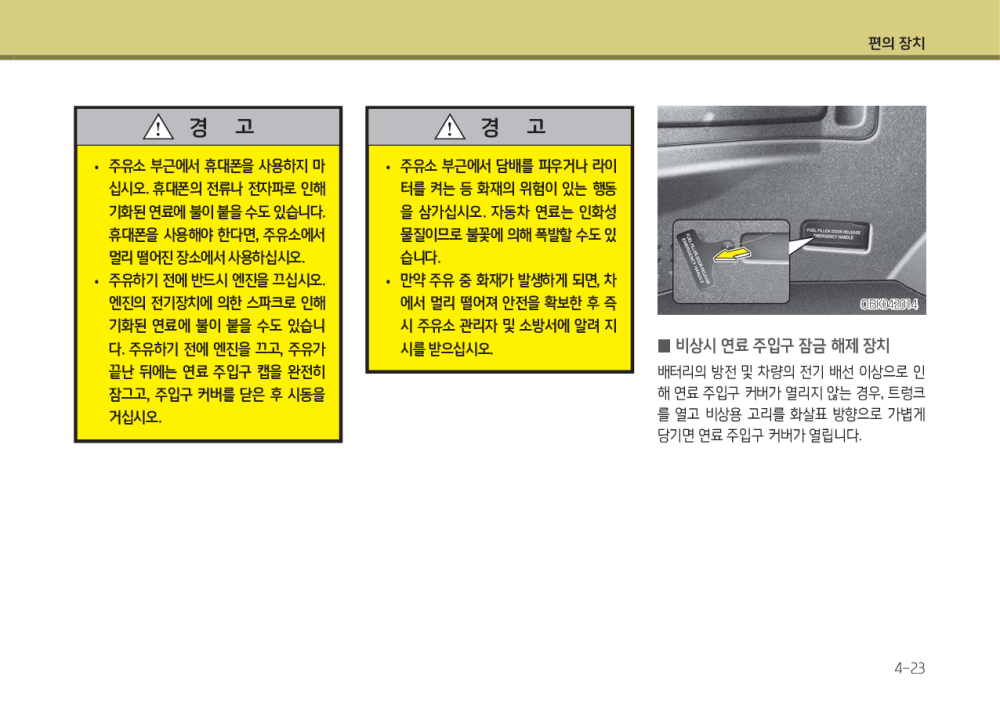 편의 장치
경 고
• 주유소 부근에서 휴대폰을 사용하지 마
십시오. 휴대폰의 전류나 전자파로 인해
기화된 연료에 불이 붙을 수도 있습니다.
휴대폰을 사용해야 한다면, 주유소에서
멀리 떨어진 장소에서 사용하십시오.
• 주유하기 전에 반드시 엔진을 끄십시오.
엔진의 전기장치에 의한 스파크로 인해
기화된 연료에 불이 붙을 수도 있습니
다. 주유하기 전에 엔진을 끄고, 주유가
끝난 뒤에는 연료 주입구 캡을 완전히
잠그고, 주입구 커버를 닫은 후 시동을
거십시오.
경 고
• 주유소 부근에서 담배를 피우거나 라이
터를 켜는 등 화재의 위험이 있는 행동
을 삼가십시오. 자동차 연료는 인화성
물질이므로 불꽃에 의해 폭발할 수도 있
습니다.
• 만약 주유 중 화재가 발생하게 되면, 차
에서 멀리 떨어져 안전을 확보한 후 즉
시 주유소 관리자 및 소방서에 알려 지
시를 받으십시오.
FUEL FILLER DOOR RELEASE
EMERGENCY HANDLE
FUEL FILLER DOOR RELEASE
EMERGENCY HANDLE
OBK042014
■ 비상시 연료 주입구 잠금 해제 장치
배터리의 방전 및 차량의 전기 배선 이상으로 인
해 연료 주입구 커버가 열리지 않는 경우, 트렁크
를 열고 비상용 고리를 화살표 방향으로 가볍게
당기면 연료 주입구 커버가 열립니다.
4-23